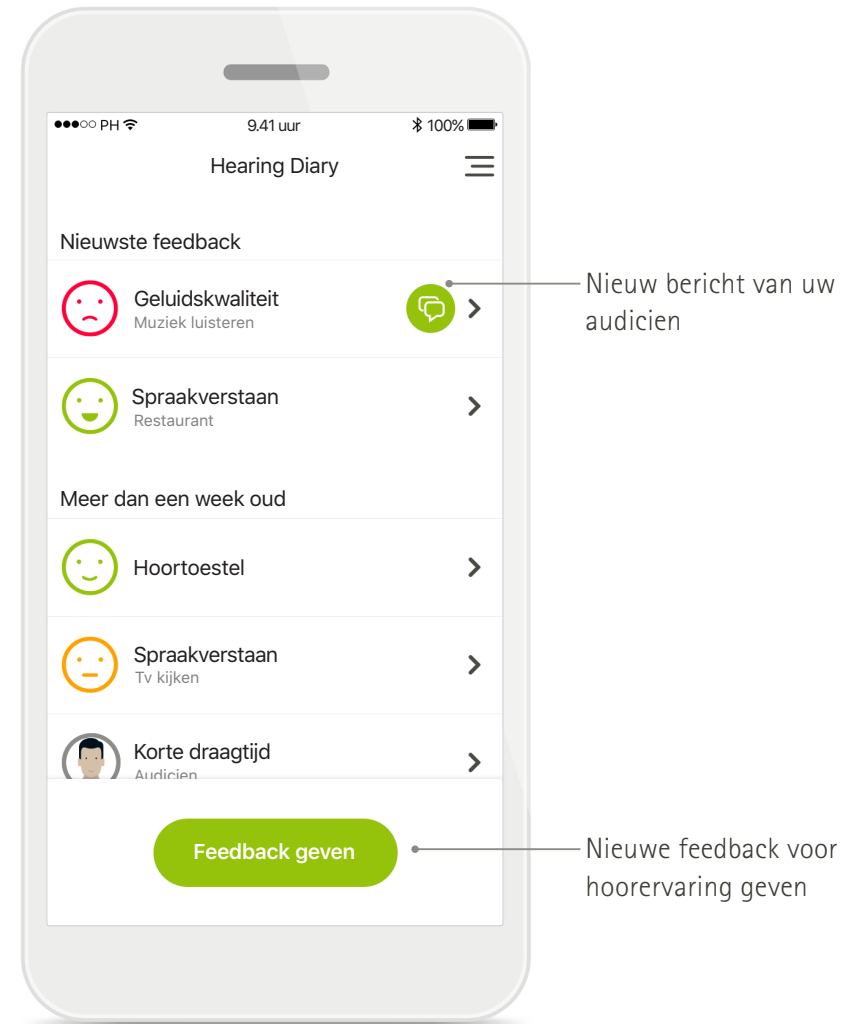 PH
9.41 uur
100%
Hearing Diary
Nieuwste feedback
Geluidskwaliteit
Muziek luisteren
Nieuw bericht van uw
audicien
Spraakverstaan
Restaurant
Meer dan een week oud
Hoortoestel
Spraakverstaan
Tv kijken
Korte draagtijd
Audicien
Feedback geven
Nieuwe feedback voor
hoorervaring geven